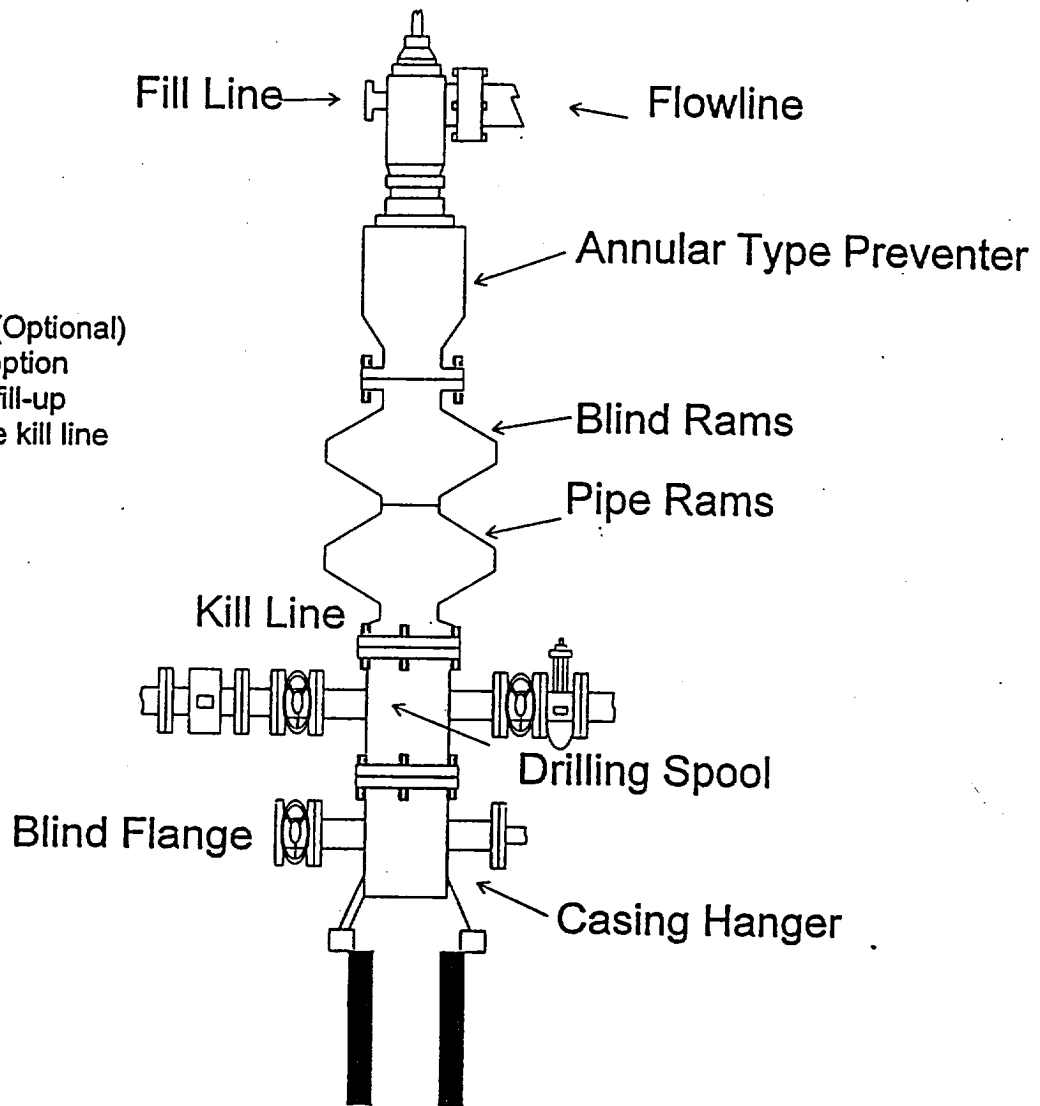 Fill Line
Flowline
Annular Type Preventer
(Optional)
option
fill-up
kill line
Blind Rams
Pipe Rams
Kill Line
Drilling Spool
Blind Flange
Casing Hanger